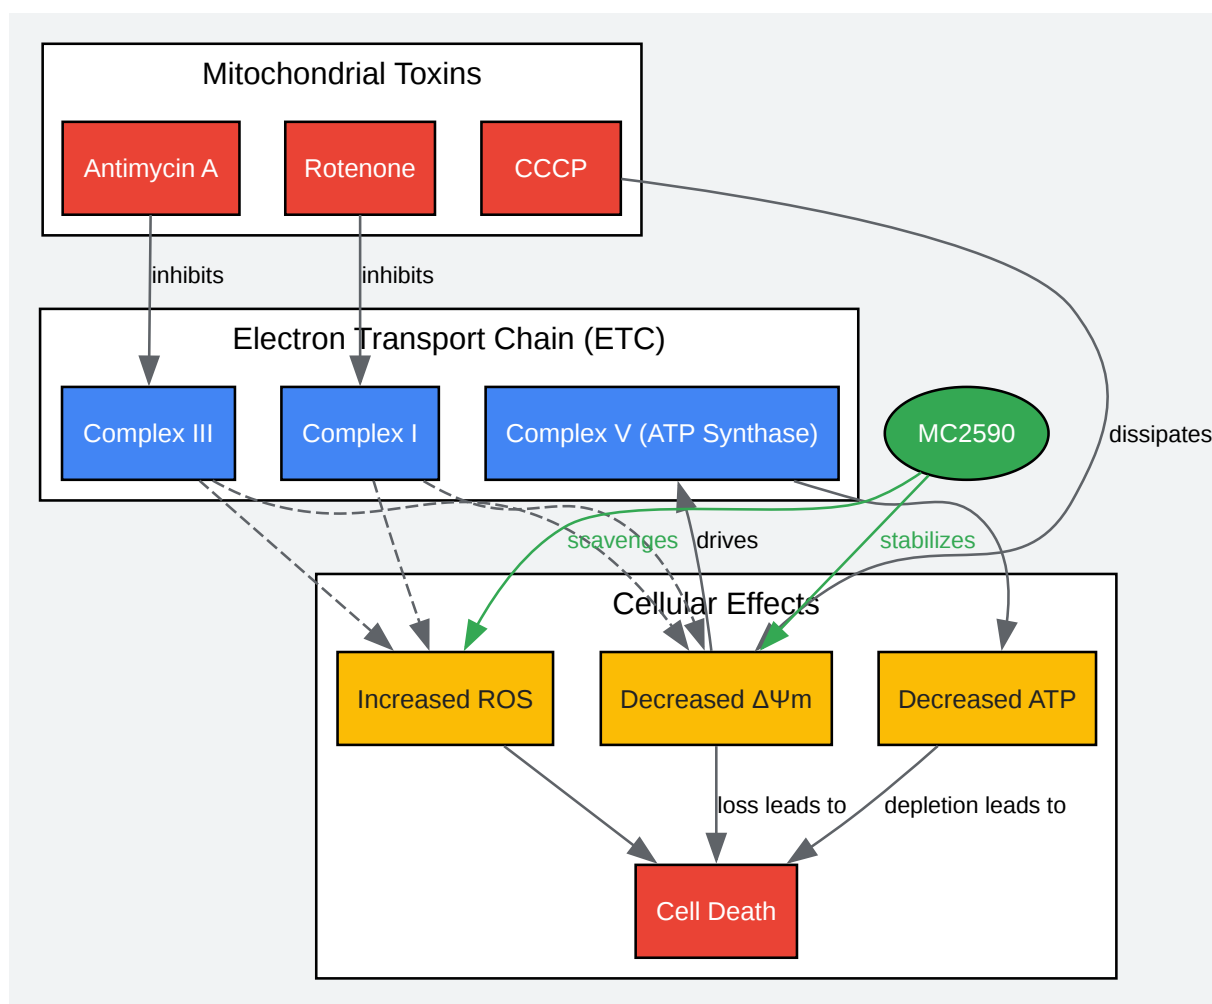 Mitochondrial Toxins
Antimycin A
Rotenone
CCCP
inhibits
inhibits
Electron Transport Chain (ETC)
Complex III
Complex I
Complex V (ATP Synthase)
MC2590
dissipates
scavenges
drives
stabilizes
Cellular Effects
Increased ROS
Decreased ΔΨm
Decreased ATP
loss leads to
depletion leads to
Cell Death